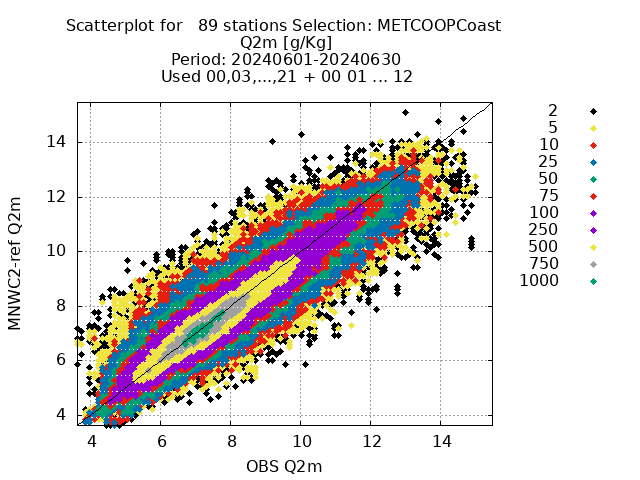 Scatterplot for   89 stations Selection: METCOOPCoast
Q2m [g/Kg]
Period: 20240601-20240630
Used 00,03,...,21 + 00 01 ... 12
MNWC2-ref Q2m
14
12
10
8
6
4
4 6 8 10 12 14
OBS Q2m
2
5
10
25
50
75
100
250
500
750
1000